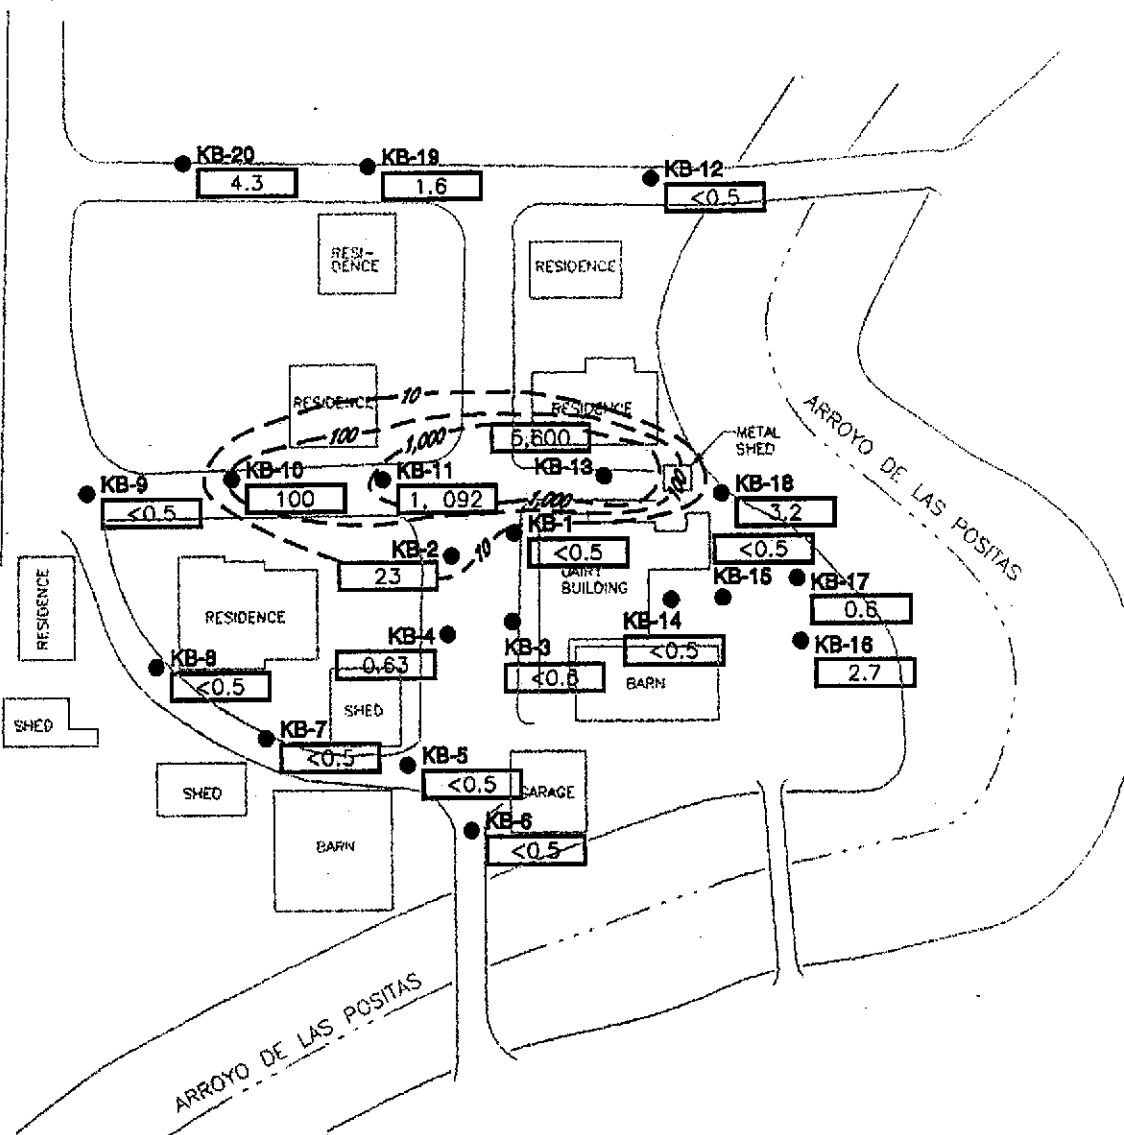 KB-20
4.3
KB-19
1.6
KB-12
<0.5
RESI-
DENCE
RESIDENCE
RESIDENCE
10
RESIDENCE
100
1,000
5,600
METAL
SHED
ARROYO DE LAS POSITAS
KB-9
<0.5
KB-10
100
KB-11
1, 092
KB-13
1,000
100
KB-18
3.2
KB-1
<0.5
KB-2
23
10
<0.5
KB-15
DAIRY
BUILDING
KB-17
0.6
RESIDENCE
RESIDENCE
KB-4
0.63
KB-3
<0.5
KB-14
<0.5
BARN
KB-16
2.7
KB-8
<0.5
SHED
SHED
KB-7
<0.5
KB-5
<0.5
GARAGE
SHED
KB-6
<0.5
BARN
ARROYO DE LAS POSITAS